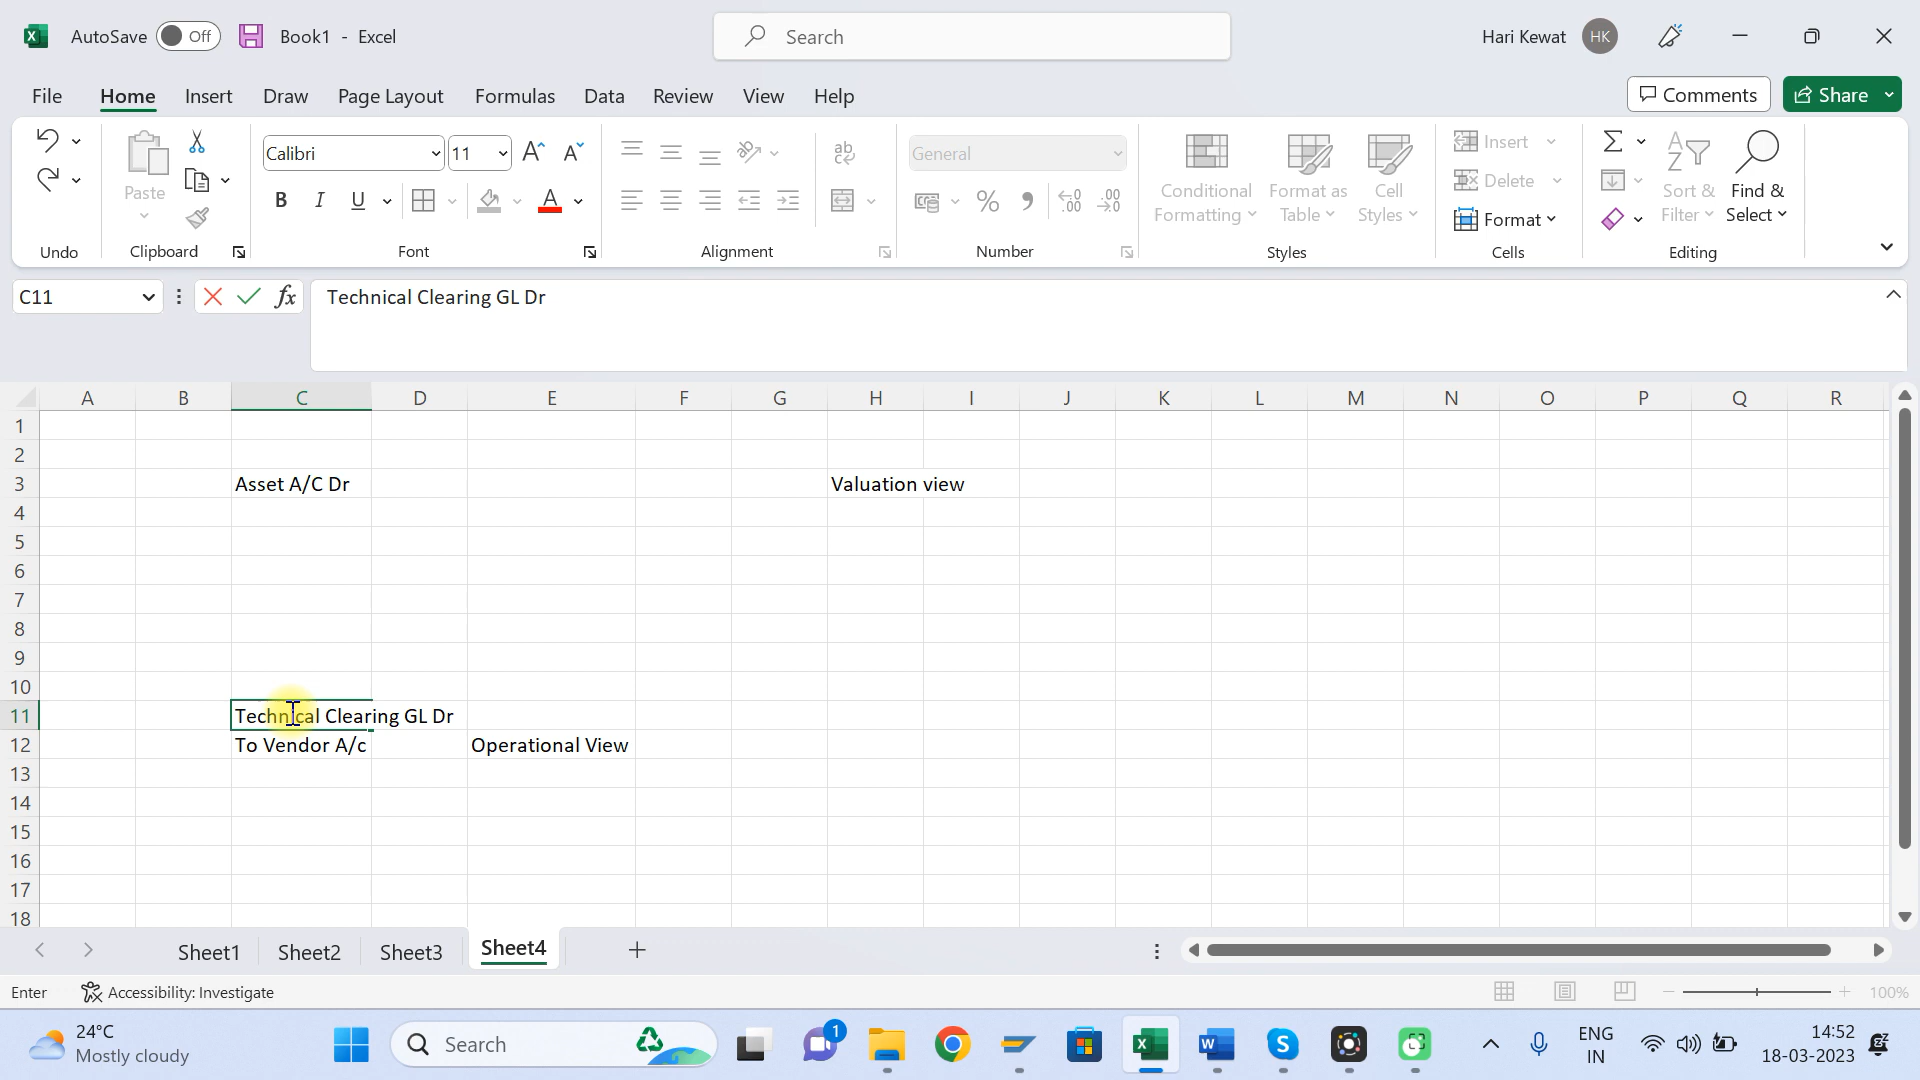 AutoSave Off Book1 - Excel Search Hari Kewat HK
File Home Insert Draw Page Layout Formulas Data Review View Help Comments Share
Calibri 11 General Insert
Paste Conditional Formatting Format as Table Cell Styles Delete Sort & Filter Find & Select
B I U Format
Undo Clipboard Font Alignment Number Styles Cells Editing
C11 fx Technical Clearing GL Dr
A B C D E F G H I J K L M N O P Q R
1
2
3 Asset A/C Dr Valuation view
4
5
6
7
8
9
10
11 Technical Clearing GL Dr
12 To Vendor A/c Operational View
13
14
15
16
17
18
Sheet1 Sheet2 Sheet3 Sheet4
Enter Accessibility: Investigate 100%
24°C Mostly cloudy Search 1 ENG IN 14:52 18-03-2023